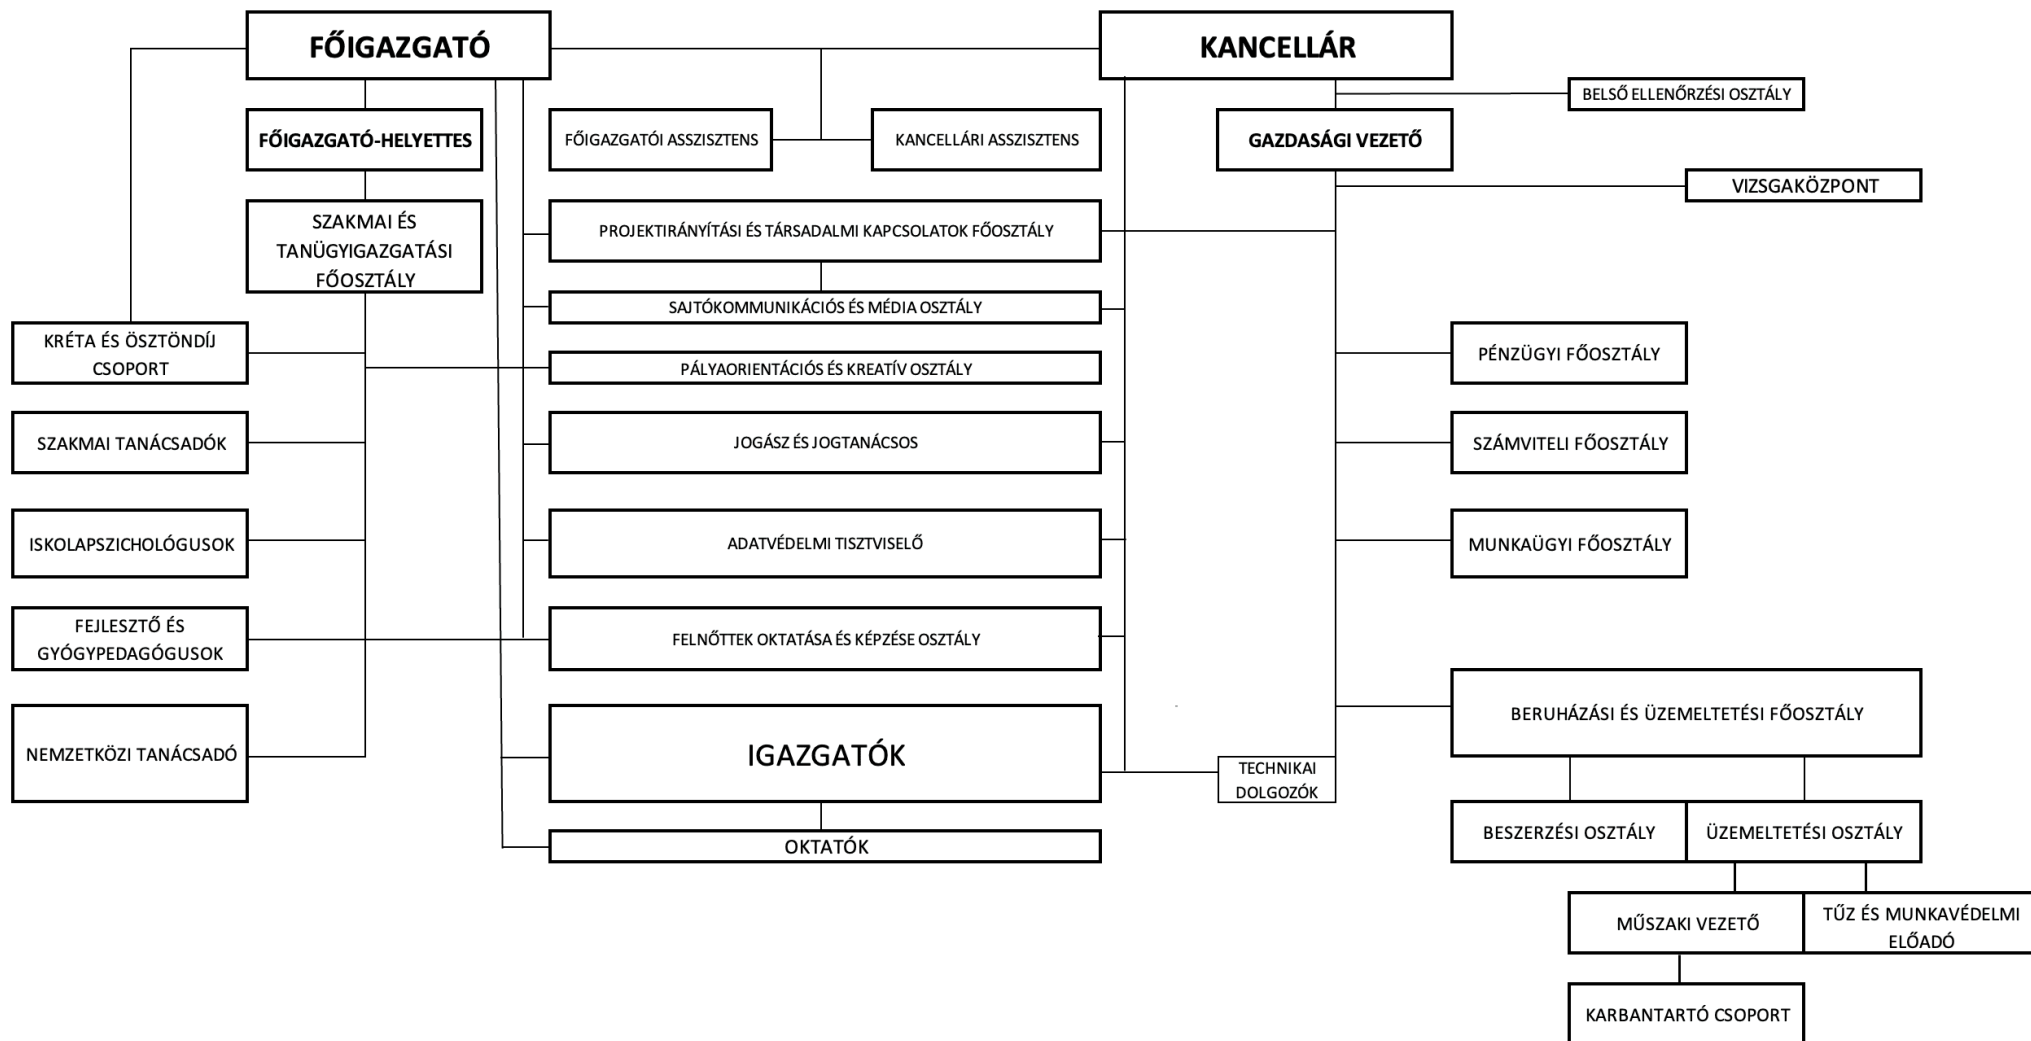 FŐIGAZGATÓ
KANCELLÁR
BELSŐ ELLENŐRZÉSI OSZTÁLY
FŐIGAZGATÓ-HELYETTES
FŐIGAZGATÓI ASSZISZTENS
KANCELLÁRI ASSZISZTENS
GAZDASÁGI VEZETŐ
VIZSGAKÖZPONT
SZAKMAI ÉS
TANÜGYIGAZGATÁSI
FŐOSZTÁLY
PROJEKTIRÁNYÍTÁSI ÉS TÁRSADALMI KAPCSOLATOK FŐOSZTÁLY
SAJTÓKOMMUNIKÁCIÓS ÉS MÉDIA OSZTÁLY
KRÉTA ÉS ÖSZTÖNDÍJ
CSOPORT
PÁLYAORIENTÁCIÓS ÉS KREATÍV OSZTÁLY
PÉNZÜGYI FŐOSZTÁLY
SZAKMAI TANÁCSADÓK
JOGÁSZ ÉS JOGTANÁCSOS
SZÁMVITELI FŐOSZTÁLY
ISKOLAPSZICHOLÓGUSOK
ADATVÉDELMI TISZTVISELŐ
MUNKAÜGYI FŐOSZTÁLY
FEJLESZTŐ ÉS
GYÓGYPEDAGÓGUSOK
FELNŐTTEK OKTATÁSA ÉS KÉPZÉSE OSZTÁLY
BERUHÁZÁSI ÉS ÜZEMELTETÉSI FŐOSZTÁLY
NEMZETKÖZI TANÁCSADÓ
IGAZGATÓK
TECHNIKAI
DOLGOZÓK
OKTATÓK
BESZERZÉSI OSZTÁLY
ÜZEMELTETÉSI OSZTÁLY
MŰSZAKI VEZETŐ
TŰZ ÉS MUNKAVÉDELMI
ELŐADÓ
KARBANTARTÓ CSOPORT